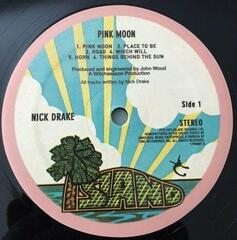 PINK MOON
1. PINK MOON 2. PLACE TO BE
3. ROAD 4. WHICH WILL
5. HORN 6. THINGS BEHIND THE SUN
Produced and engineered by John Wood
A Witchseason Production
All tracks written by Nick Drake
NICK DRAKE
Side 1
STEREO
ISLAND